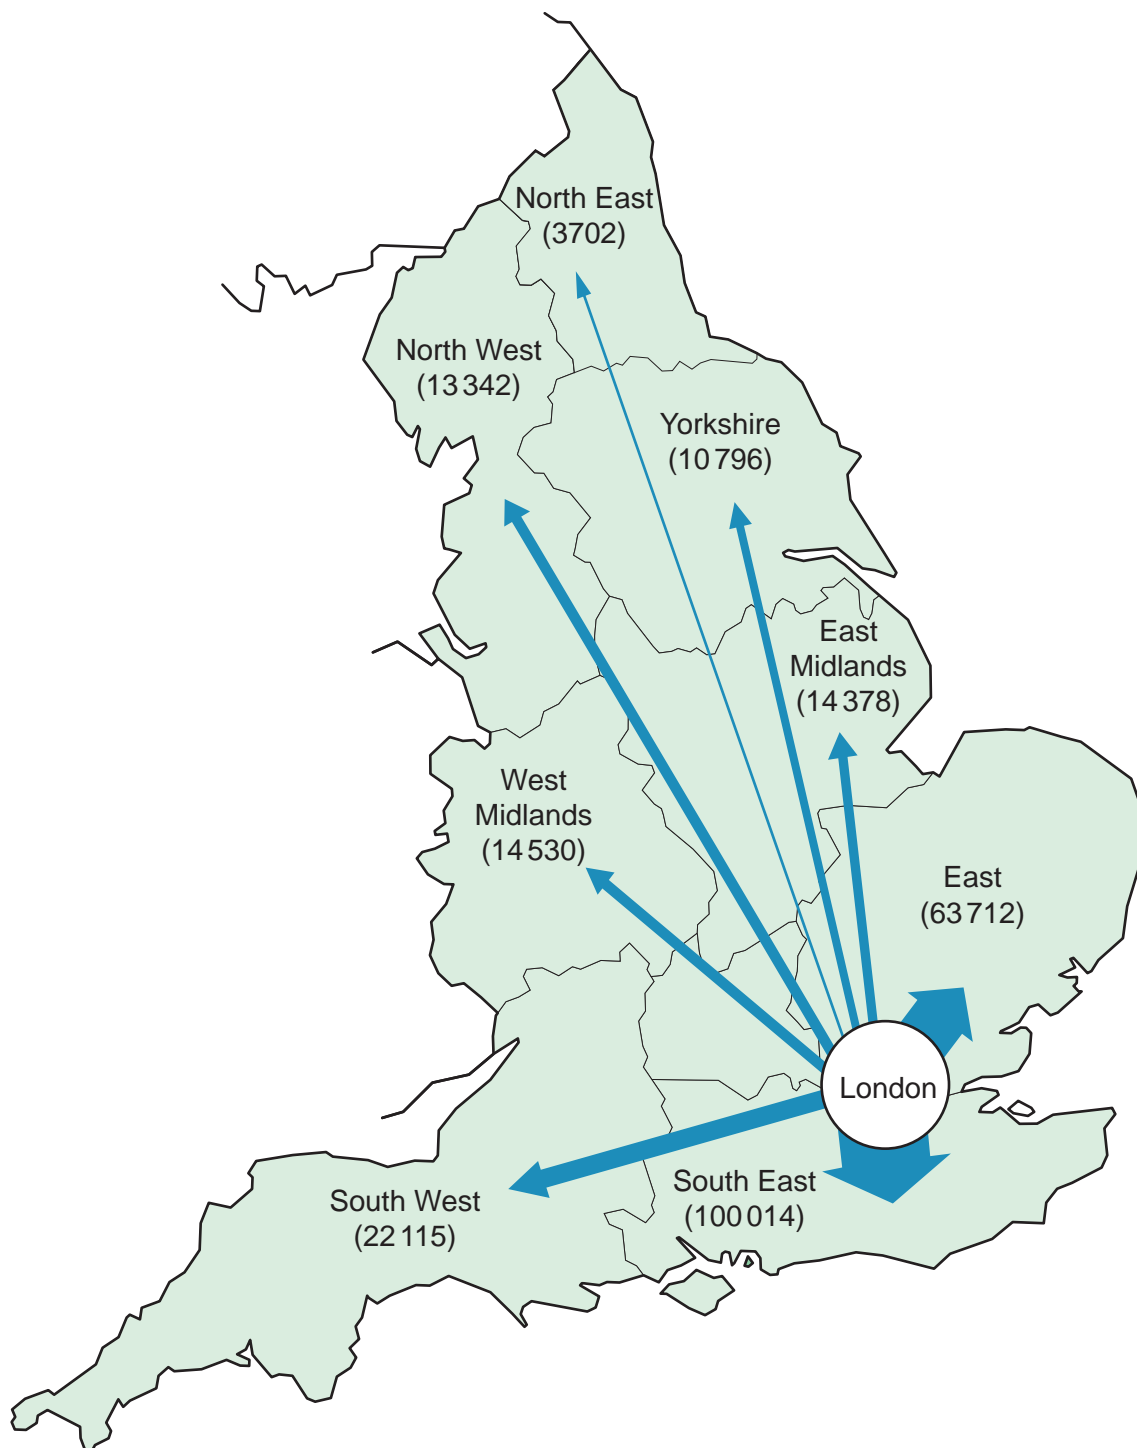 North East
(3702)
North West
(13 342)
Yorkshire
(10 796)
East
Midlands
(14 378)
West
Midlands
(14 530)
East
(63 712)
London
South East
(100 014)
South West
(22 115)